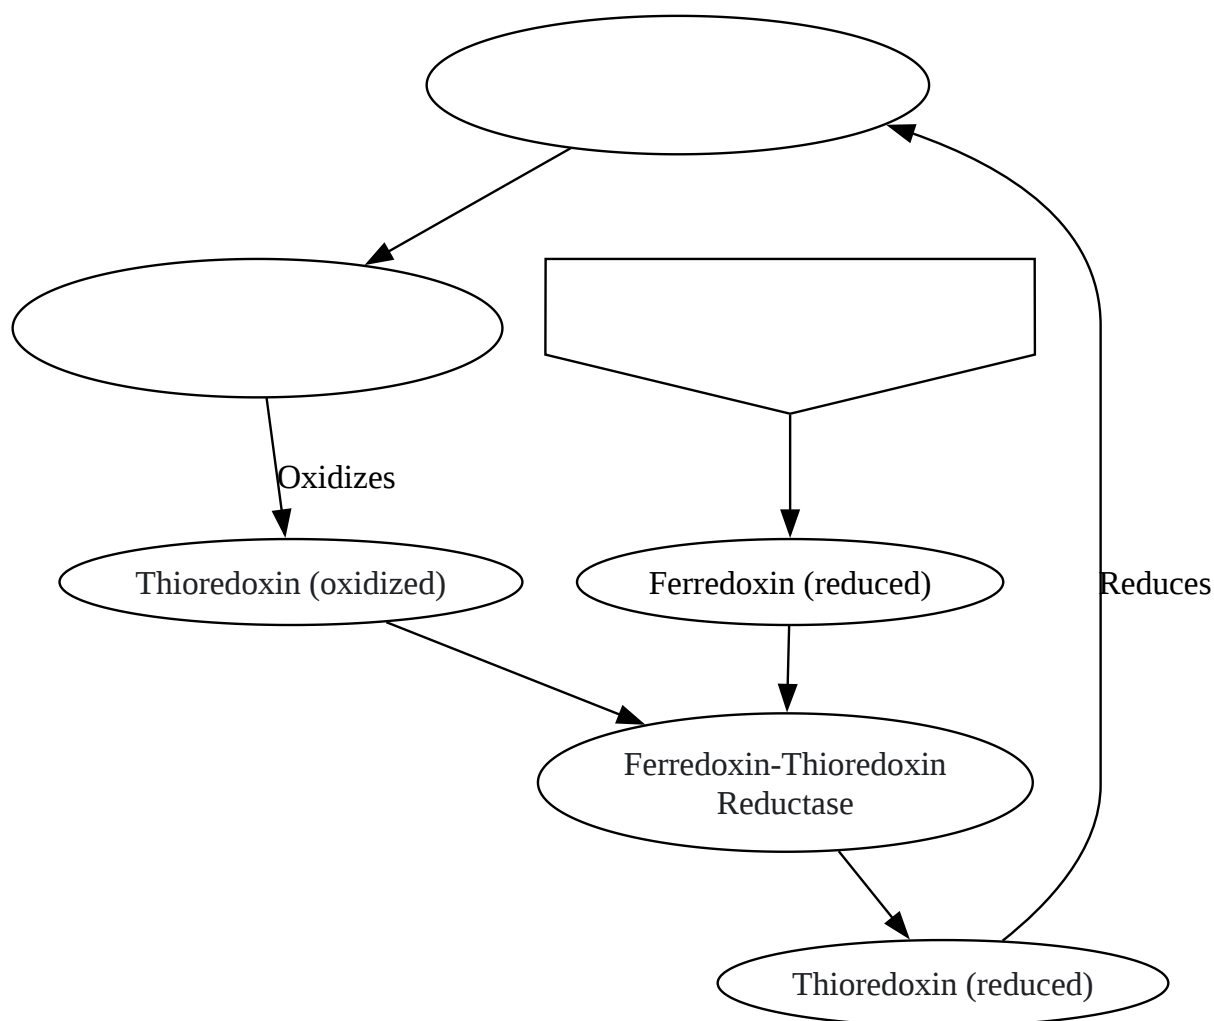 Oxidizes
Thioredoxin (oxidized)
Ferredoxin (reduced)
Reduces
Ferredoxin-Thioredoxin
Reductase
Thioredoxin (reduced)